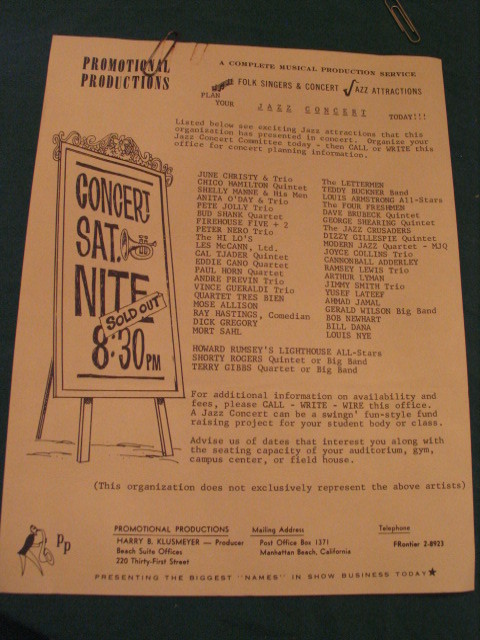 PROMOTIONAL
PRODUCTIONS
A COMPLETE MUSICAL PRODUCTION SERVICE
FOLK SINGERS & CONCERT JAZZ ATTRACTIONS
PLAN
YOUR
JAZZ CONCERT
TODAY!!!
Listed below see exciting Jazz attractions that this
organization has presented in concert. Organize your
Jazz Concert Committee today - then CALL or WRITE this
office for concert planning information.
CONCERT
SAT.
NITE
SOLD OUT
8:30 PM
JUNE CHRISTY & Trio
CHICO HAMILTON Quintet
SHELLY MANNE & His Men
ANITA O'DAY & Trio
PETE JOLLY Trio
BUD SHANK Quartet
FIREHOUSE FIVE + 2
PETER NERO Trio
The HI LO'S
LES McCANN, Ltd.
CAL TJADER Quintet
EDDIE CANO Quartet
PAUL HORN Quartet
ANDRE PREVIN Trio
VINCE GUERALDI Trio
QUARTET TRES BIEN
MOSE ALLISON
RAY HASTINGS, Comedian
DICK GREGORY
MORT SAHL
The LETTERMEN
TEDDY BUCKNER Band
LOUIS ARMSTRONG All-Stars
The FOUR FRESHMEN
DAVE BRUBECK Quintet
GEORGE SHEARING Quintet
The JAZZ CRUSADERS
DIZZY GILLESPIE Quintet
MODERN JAZZ Quartet - MJQ
JOYCE COLLINS Trio
CANNONBALL ADDERLEY
RAMSEY LEWIS Trio
ARTHUR LYMAN
JIMMY SMITH Trio
YUSEF LATEEF
AHMAD JAMAL
GERALD WILSON Big Band
BOB NEWHART
BILL DANA
LOUIS NYE
HOWARD RUMSEY'S LIGHTHOUSE ALL-Stars
SHORTY ROGERS Quintet or Big Band
TERRY GIBBS Quartet or Big Band
For additional information on availability and
fees, please CALL - WRITE - WIRE this office.
A Jazz Concert can be a swingn' fun-style fund
raising project for your student body or class.
Advise us of dates that interest you along with
the seating capacity of your auditorium, gym,
campus center, or field house.
(This organization does not exclusively represent the above artists)
pp
PROMOTIONAL PRODUCTIONS
HARRY B. KLUSMEYER — Producer
Beach Suite Offices
220 Thirty-First Street
Mailing Address
Post Office Box 1371
Manhattan Beach, California
Telephone
FRontier 2-8923
PRESENTING THE BIGGEST "NAMES" IN SHOW BUSINESS TODAY★